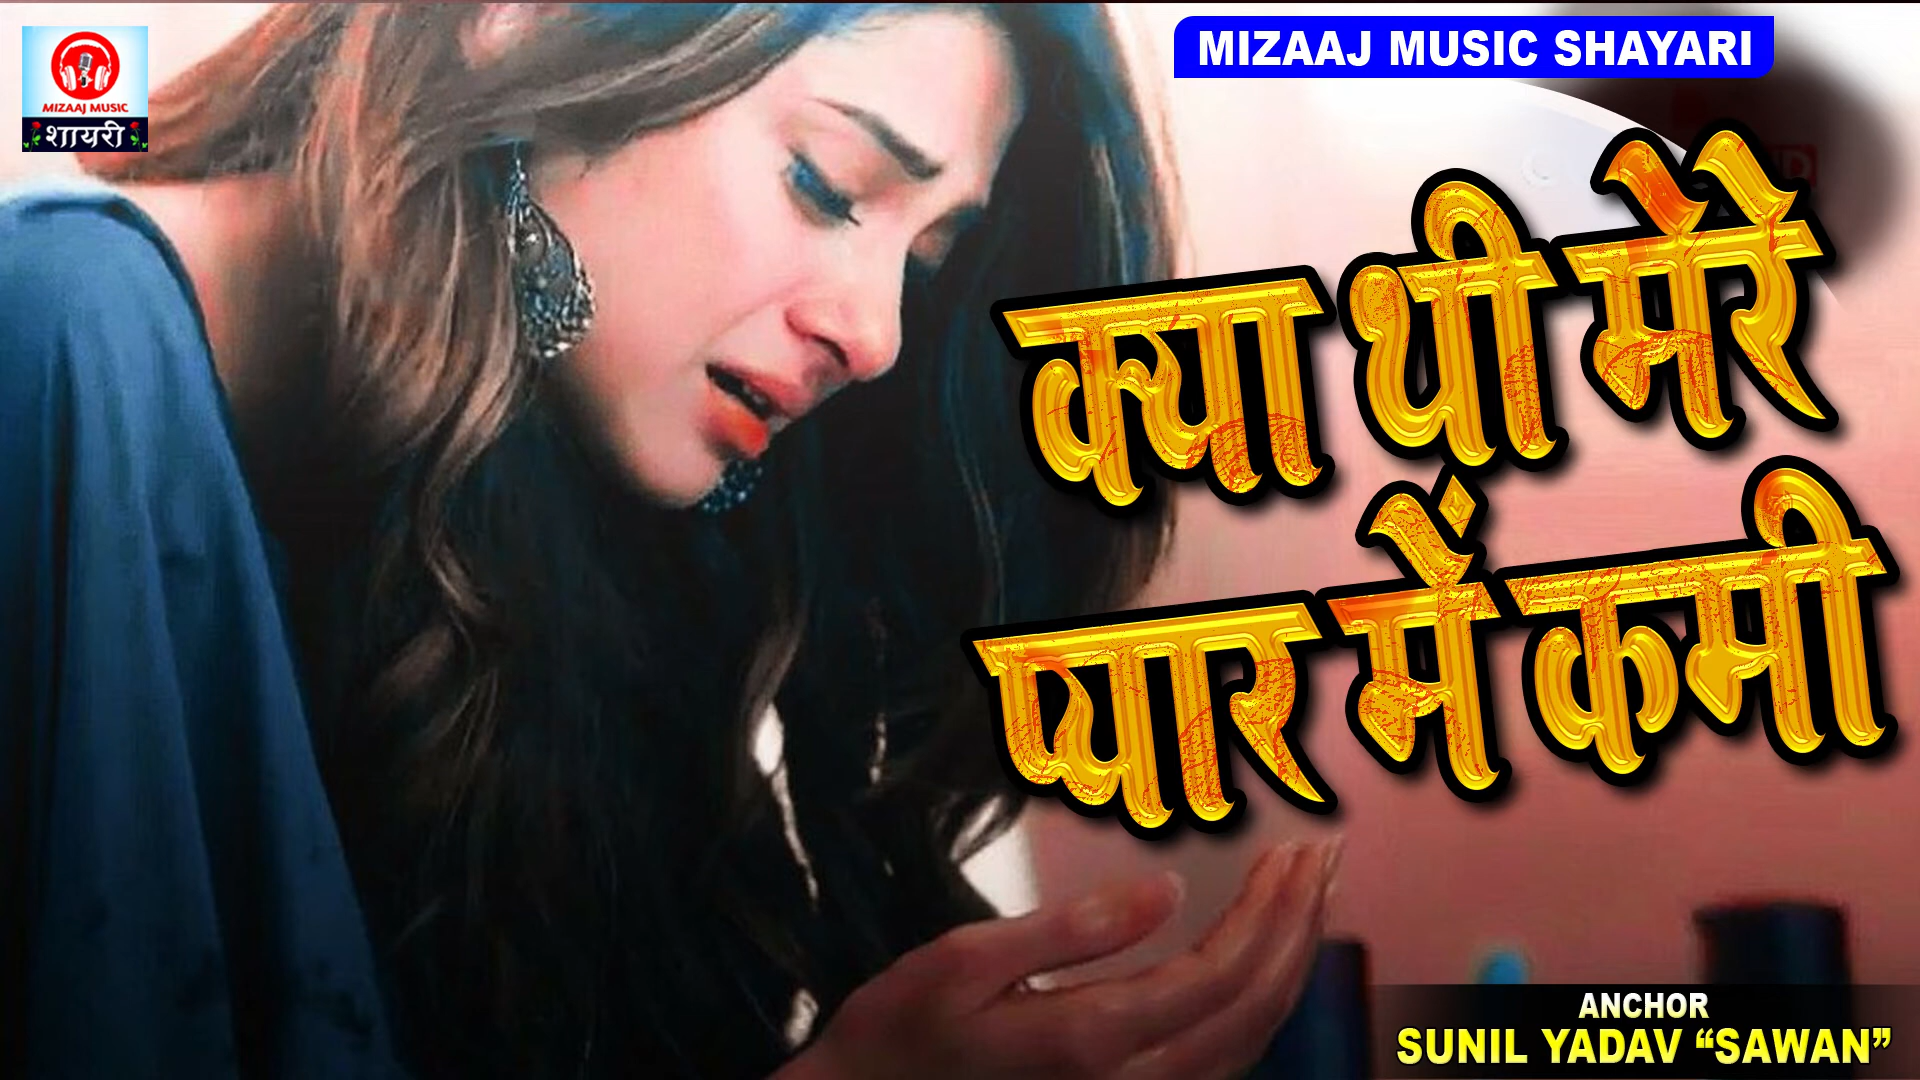 MIZAAJ MUSIC
शायरी
MIZAAJ MUSIC SHAYARI
क्या थी मेरे
प्यार में कमी
ANCHOR
SUNIL YADAV “SAWAN”